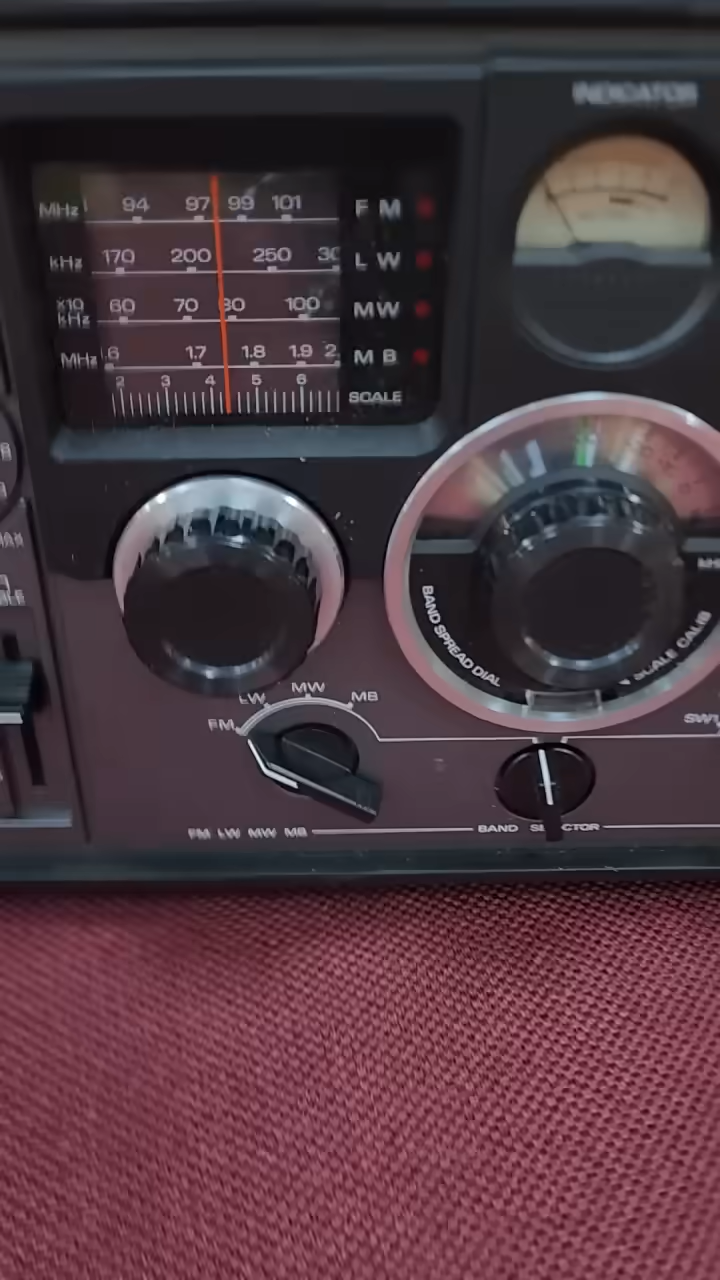 INDICATOR
MHz 94 97 99 101 FM
kHz 170 200 250 LW
x10 kHz 60 70 80 100 MW
MHz 1.7 1.8 1.9 MB
2 3 4 5 6 SCALE
BAND SPREAD DIAL
SCALE CALIB
FM LW MW MB
FM LW MW MB
BAND